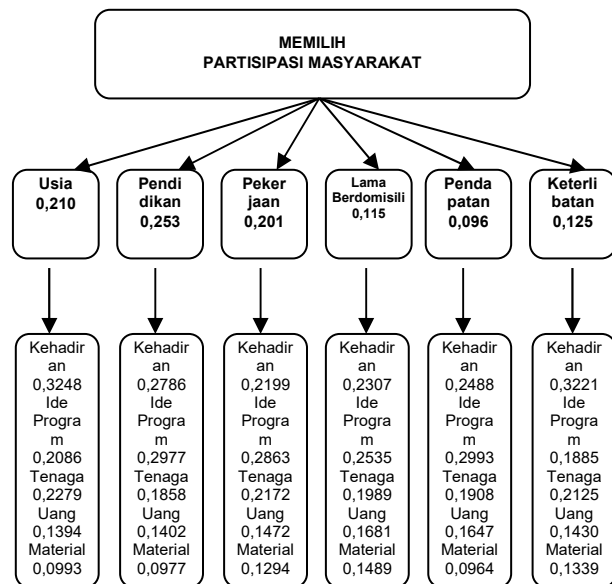 MEMILIH
PARTISIPASI MASYARAKAT
Usia
0,210
Pendi
dikan
0,253
Peker
jaan
0,201
Lama
Berdomisili
0,115
Penda
patan
0,096
Keterli
batan
0,125
Kehadir
an
0,3248
Ide
Progra
m
0,2086
Tenaga
0,2279
Uang
0,1394
Material
0,0993
Kehadir
an
0,2786
Ide
Progra
m
0,2977
Tenaga
0,1858
Uang
0,1402
Material
0,0977
Kehadir
an
0,2199
Ide
Progra
m
0,2863
Tenaga
0,2172
Uang
0,1472
Material
0,1294
Kehadir
an
0,2307
Ide
Progra
m
0,2535
Tenaga
0,1989
Uang
0,1681
Material
0,1489
Kehadir
an
0,2488
Ide
Progra
m
0,2993
Tenaga
0,1908
Uang
0,1647
Material
0,0964
Kehadir
an
0,3221
Ide
Progra
m
0,1885
Tenaga
0,2125
Uang
0,1430
Material
0,1339